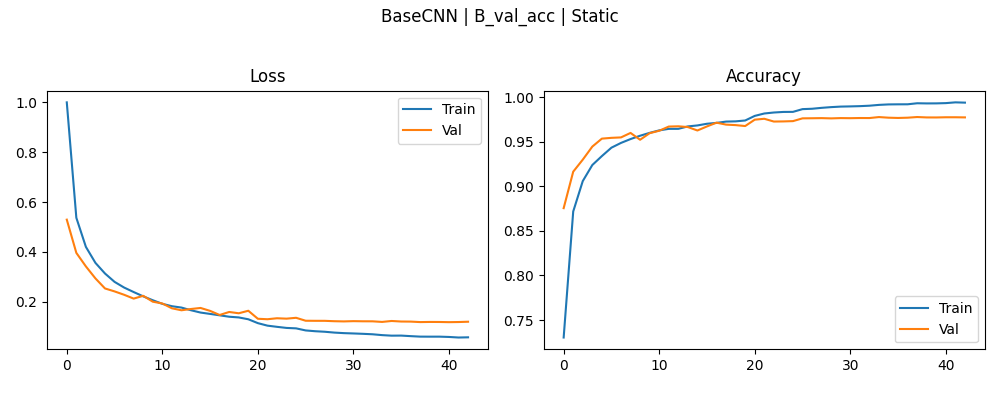 BaseCNN | B_val_acc | Static
Loss
1.0
0.8
0.6
0.4
0.2
0 10 20 30 40
Train
Val
Accuracy
1.00
0.95
0.90
0.85
0.80
0.75
0 10 20 30 40
Train
Val